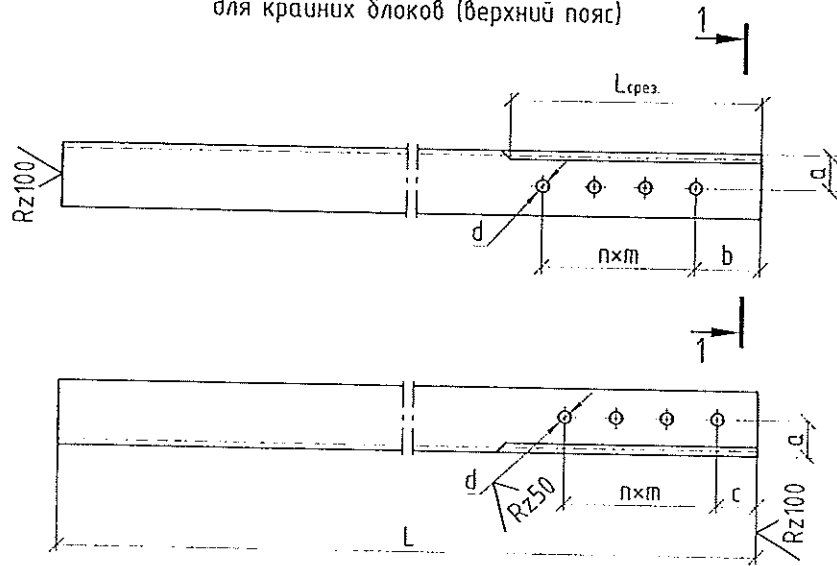 для крайних блоков (верхний пояс)
1
Lсрез.
a
Rz100
d
n×m
b
1
a
d
Rz50
n×m
c
Rz100
L